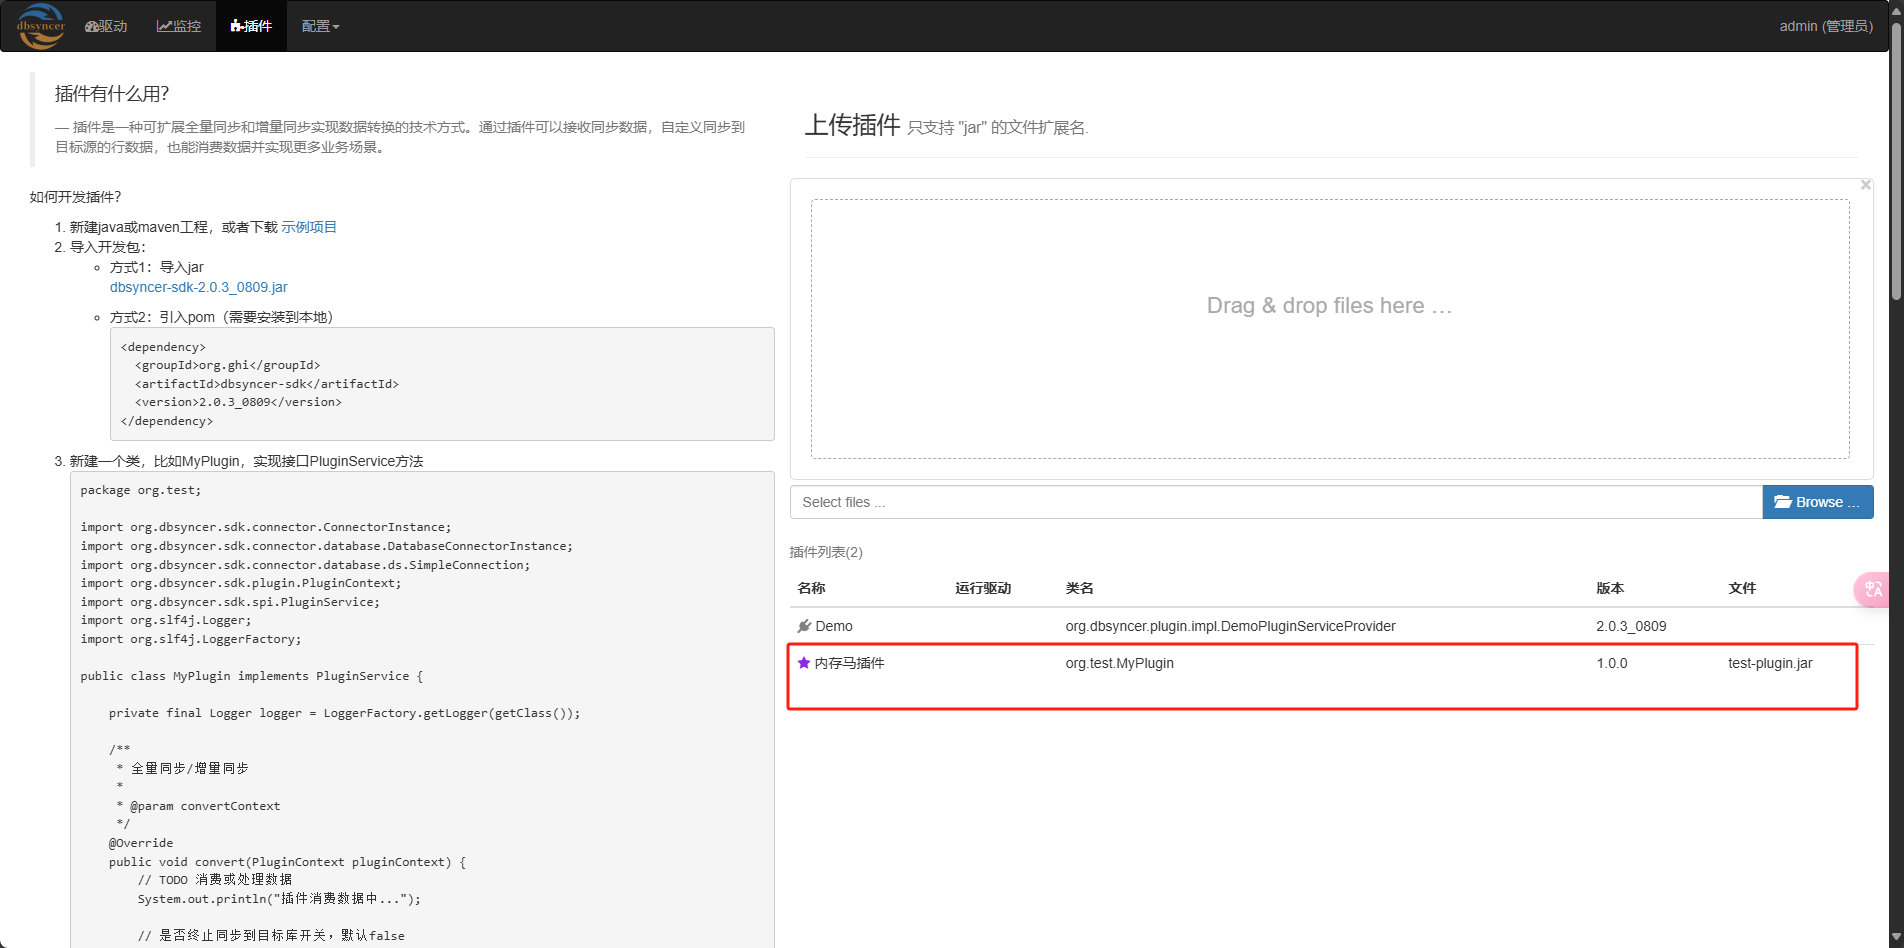 dbsyncer
驱动
监控
插件
配置
admin (管理员)
插件有什么用？
— 插件是一种可扩展全量同步和增量同步实现数据转换的技术方式。通过插件可以接收同步数据，自定义同步到
目标源的行数据，也能消费数据并实现更多业务场景。
如何开发插件？
1. 新建java或maven工程，或者下载 示例项目
2. 导入开发包：
方式1：导入jar
dbsyncer-sdk-2.0.3_0809.jar
方式2：引入pom（需要安装到本地）
<dependency>
  <groupId>org.ghi</groupId>
  <artifactId>dbsyncer-sdk</artifactId>
  <version>2.0.3_0809</version>
</dependency>
3. 新建一个类，比如MyPlugin，实现接口PluginService方法
package org.test;
import org.dbsyncer.sdk.connector.ConnectorInstance;
import org.dbsyncer.sdk.connector.database.DatabaseConnectorInstance;
import org.dbsyncer.sdk.connector.database.ds.SimpleConnection;
import org.dbsyncer.sdk.plugin.PluginContext;
import org.dbsyncer.sdk.spi.PluginService;
import org.slf4j.Logger;
import org.slf4j.LoggerFactory;
public class MyPlugin implements PluginService {
    private final Logger logger = LoggerFactory.getLogger(getClass());
    /**
     * 全量同步/增量同步
     *
     * @param convertContext
     */
    @Override
    public void convert(PluginContext pluginContext) {
        // TODO 消费或处理数据
        System.out.println("插件消费数据中...");
        // 是否终止同步到目标库开关，默认false
上传插件 只支持 "jar" 的文件扩展名.
Drag & drop files here …
Select files ...
Browse …
插件列表(2)
名称 运行驱动 类名 版本 文件
Demo org.dbsyncer.plugin.impl.DemoPluginServiceProvider 2.0.3_0809
内存马插件 org.test.MyPlugin 1.0.0 test-plugin.jar
中A